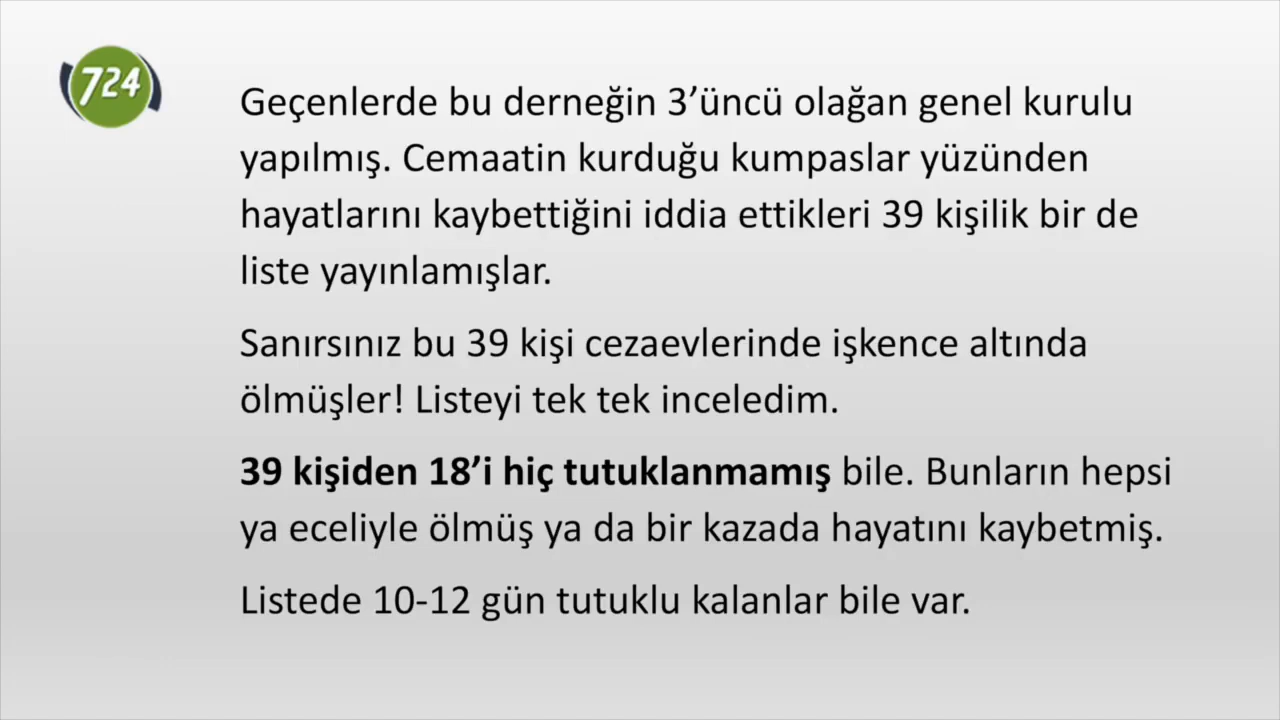 724
Geçenlerde bu derneğin 3’üncü olağan genel kurulu
yapılmış. Cemaatin kurduğu kumpaslar yüzünden
hayatlarını kaybettiğini iddia ettikleri 39 kişilik bir de
liste yayınlamışlar.
Sanırsınız bu 39 kişi cezaevlerinde işkence altında
ölmüşler! Listeyi tek tek inceledim.
39 kişiden 18’i hiç tutuklanmamış bile. Bunların hepsi
ya eceliyle ölmüş ya da bir kazada hayatını kaybetmiş.
Listede 10-12 gün tutuklu kalanlar bile var.